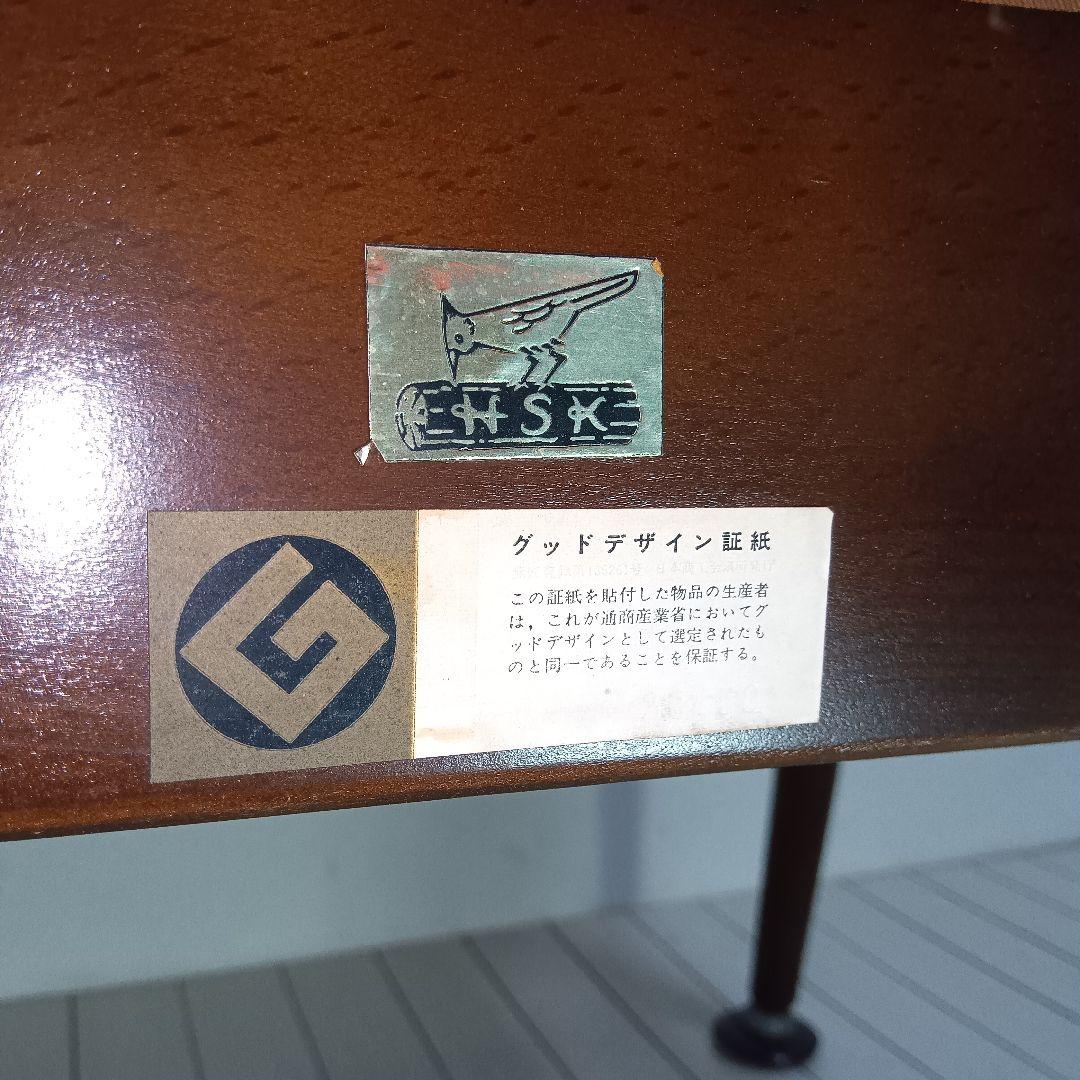 HSK
グッドデザイン証紙
この証紙を貼付した物品の生産者
は，これが通商産業省においてグ
ッドデザインとして選定されたも
のと同一であることを保証する。